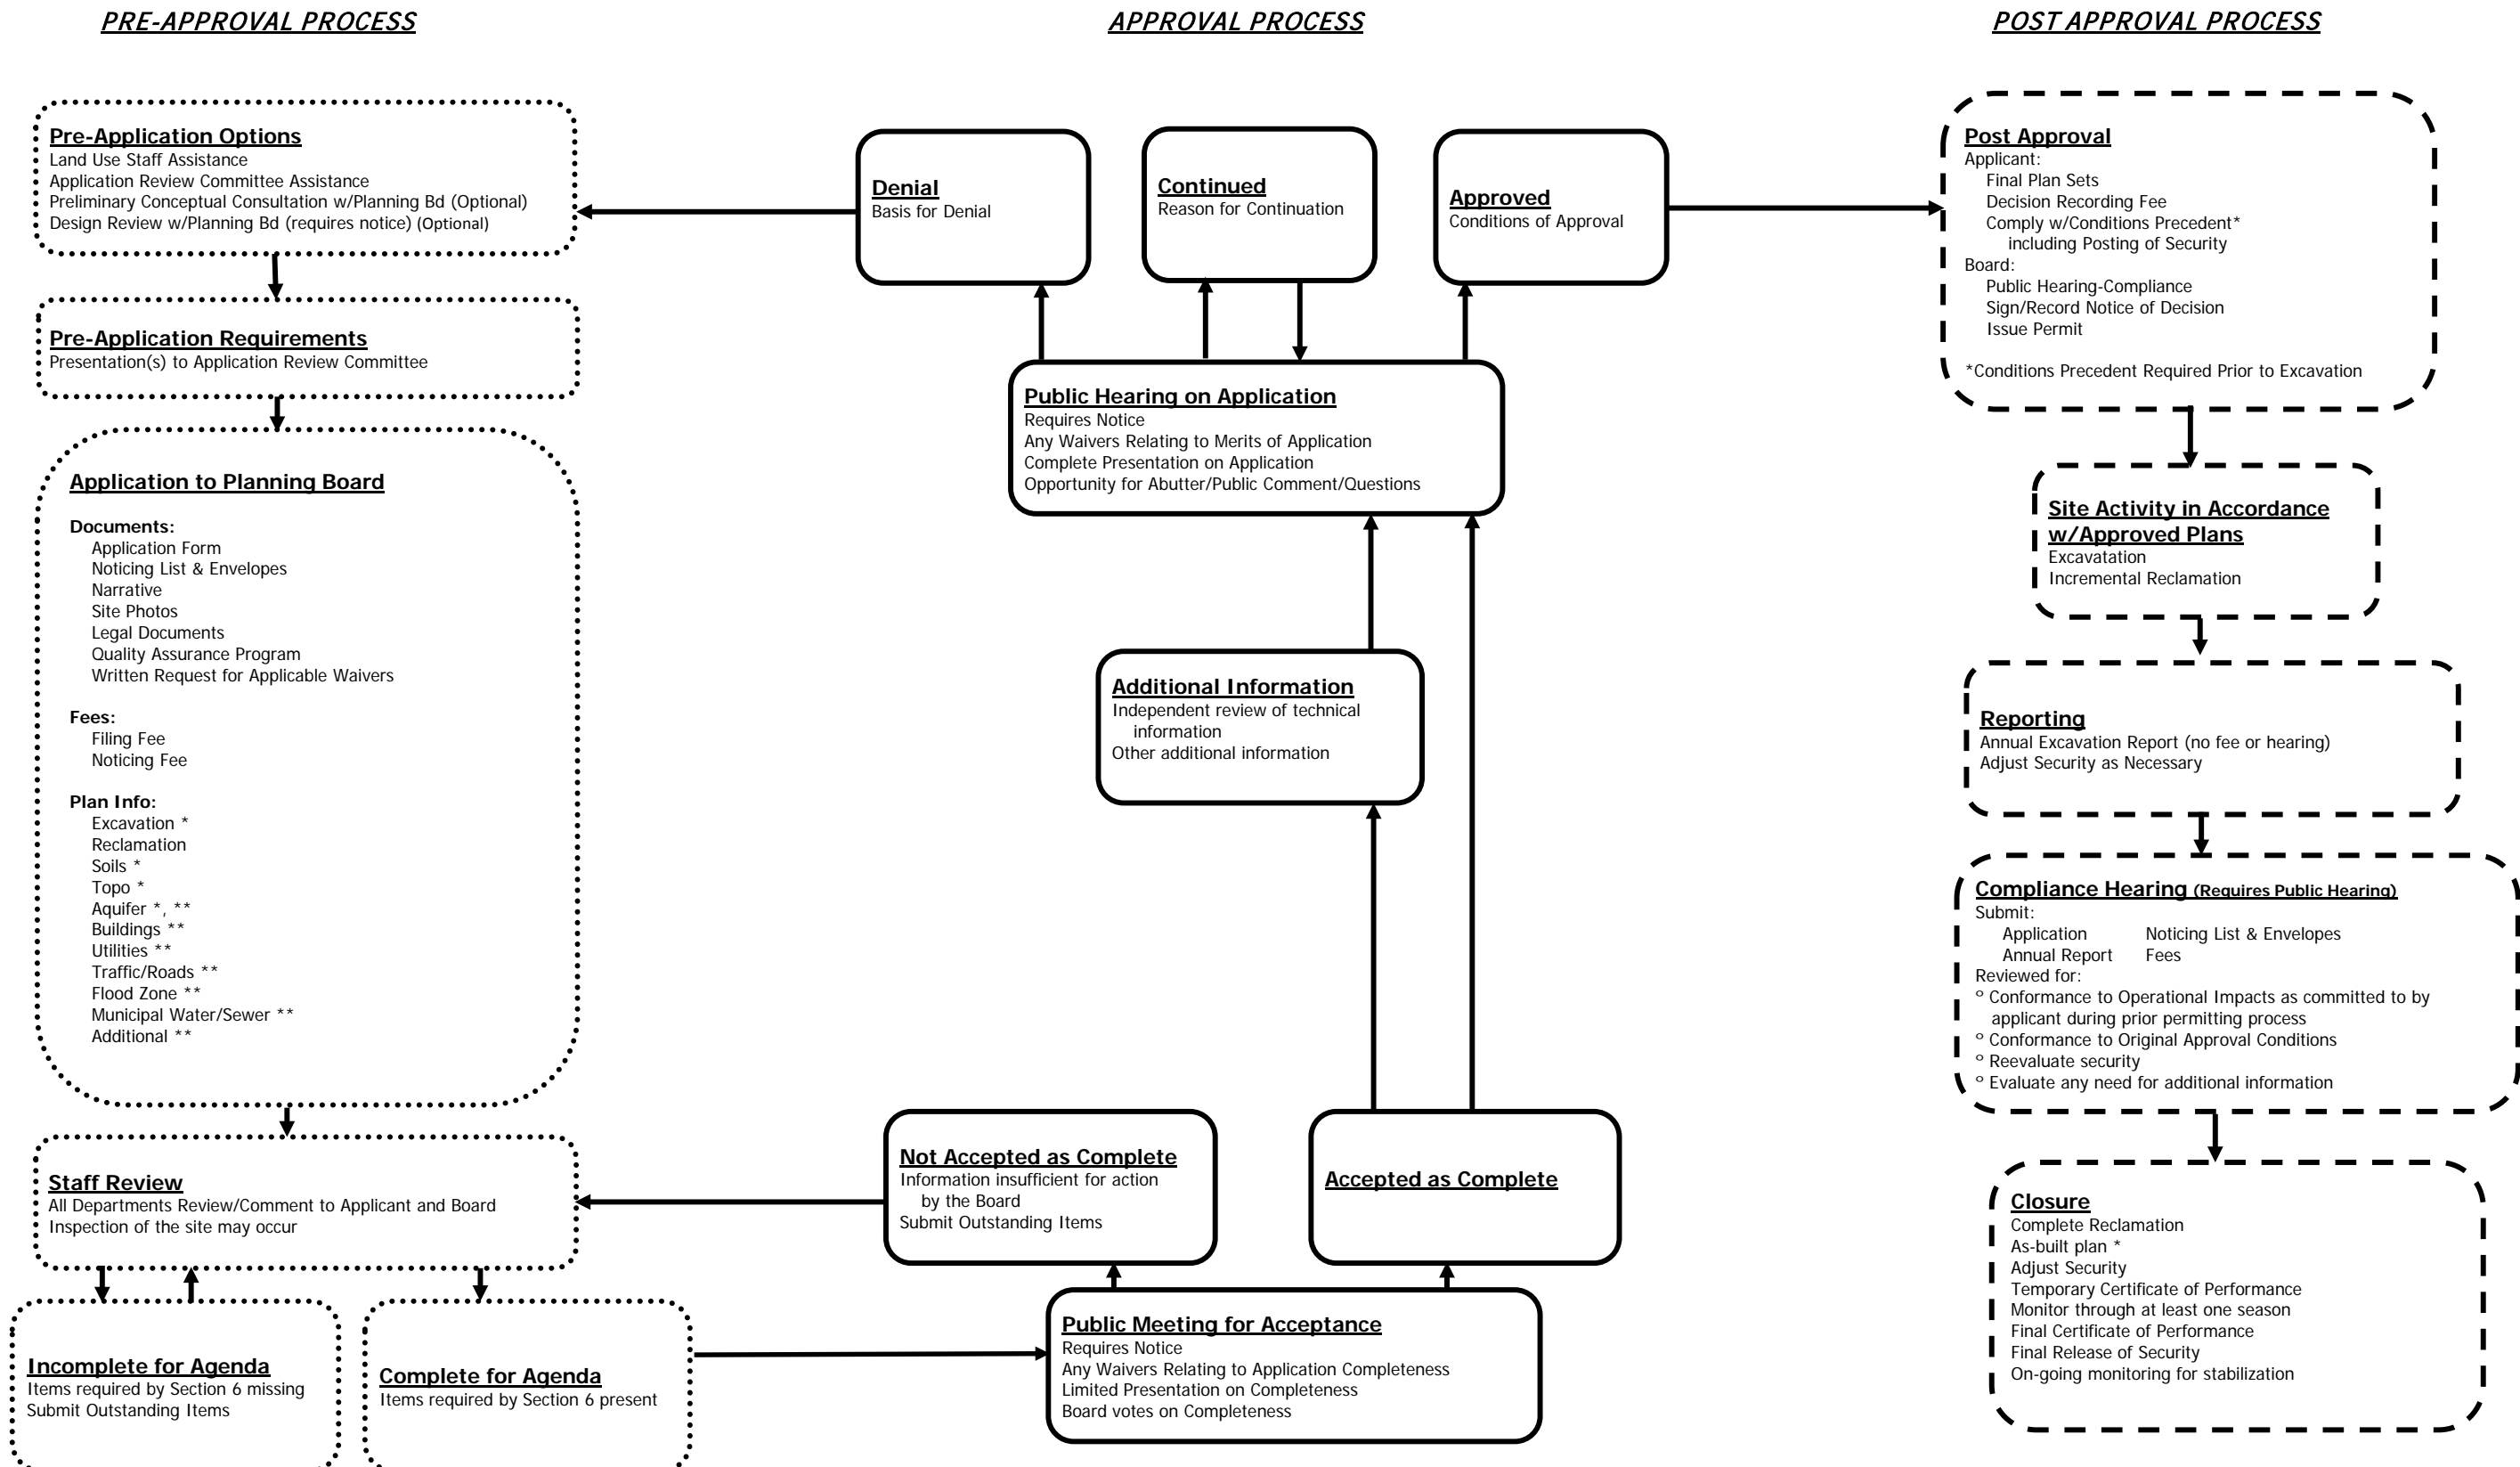 PRE-APPROVAL PROCESS
APPROVAL PROCESS
POST APPROVAL PROCESS
Pre-Application Options
Land Use Staff Assistance
Application Review Committee Assistance
Preliminary Conceptual Consultation w/Planning Bd (Optional)
Design Review w/Planning Bd (requires notice) (Optional)
Pre-Application Requirements
Presentation(s) to Application Review Committee
Application to Planning Board
Documents:
Application Form
Noticing List & Envelopes
Narrative
Site Photos
Legal Documents
Quality Assurance Program
Written Request for Applicable Waivers
Fees:
Filing Fee
Noticing Fee
Plan Info:
Excavation *
Reclamation
Soils *
Topo *
Aquifer *, **
Buildings **
Utilities **
Traffic/Roads **
Flood Zone **
Municipal Water/Sewer **
Additional **
Staff Review
All Departments Review/Comment to Applicant and Board
Inspection of the site may occur
Incomplete for Agenda
Items required by Section 6 missing
Submit Outstanding Items
Complete for Agenda
Items required by Section 6 present
Denial
Basis for Denial
Continued
Reason for Continuation
Approved
Conditions of Approval
Public Hearing on Application
Requires Notice
Any Waivers Relating to Merits of Application
Complete Presentation on Application
Opportunity for Abutter/Public Comment/Questions
Additional Information
Independent review of technical
information
Other additional information
Not Accepted as Complete
Information insufficient for action
by the Board
Submit Outstanding Items
Accepted as Complete
Public Meeting for Acceptance
Requires Notice
Any Waivers Relating to Application Completeness
Limited Presentation on Completeness
Board votes on Completeness
Post Approval
Applicant:
Final Plan Sets
Decision Recording Fee
Comply w/Conditions Precedent*
including Posting of Security
Board:
Public Hearing-Compliance
Sign/Record Notice of Decision
Issue Permit
*Conditions Precedent Required Prior to Excavation
Site Activity in Accordance
w/Approved Plans
Excavatation
Incremental Reclamation
Reporting
Annual Excavation Report (no fee or hearing)
Adjust Security as Necessary
Compliance Hearing (Requires Public Hearing)
Submit:
Application Noticing List & Envelopes
Annual Report Fees
Reviewed for:
º Conformance to Operational Impacts as committed to by
applicant during prior permitting process
º Conformance to Original Approval Conditions
º Reevaluate security
º Evaluate any need for additional information
Closure
Complete Reclamation
As-built plan *
Adjust Security
Temporary Certificate of Performance
Monitor through at least one season
Final Certificate of Performance
Final Release of Security
On-going monitoring for stabilization